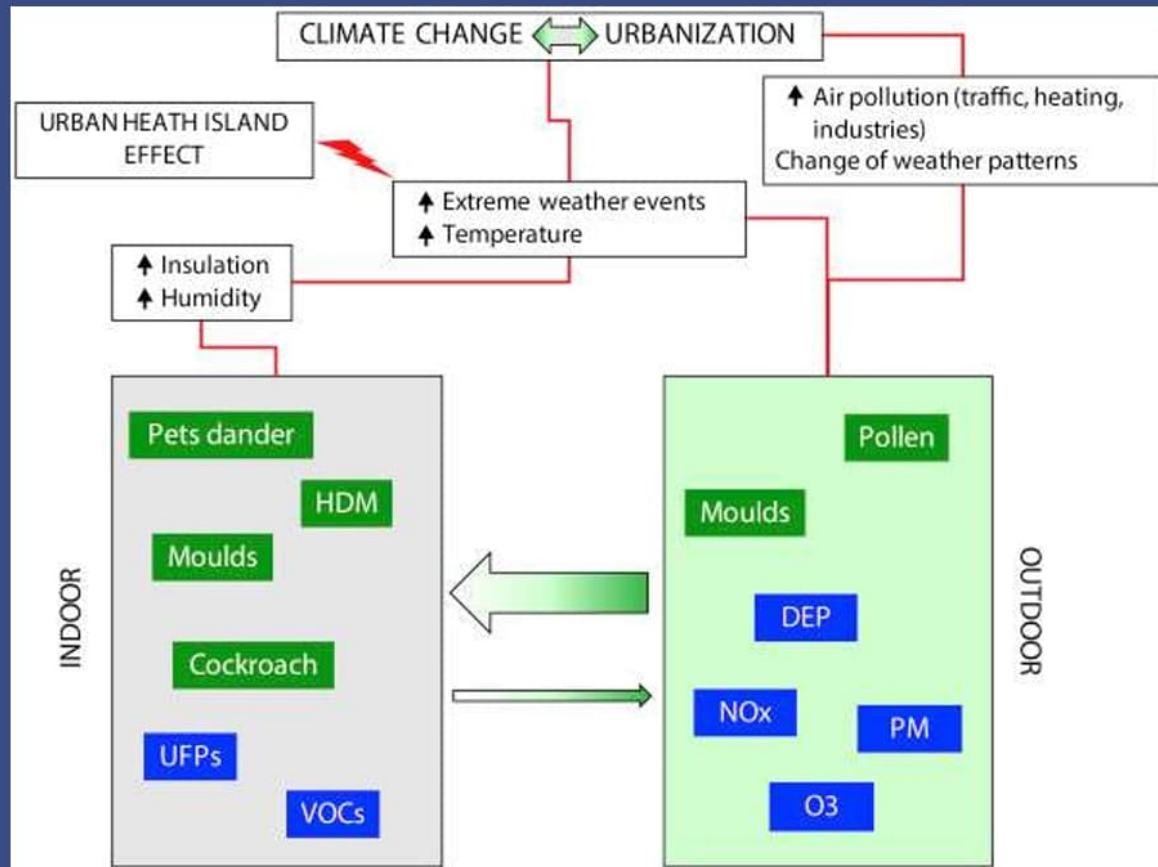 CLIMATE CHANGE URBANIZATION
Air pollution (traffic, heating,
industries)
Change of weather patterns
URBAN HEATH ISLAND
EFFECT
Extreme weather events
Temperature
Insulation
Humidity
INDOOR
Pets dander
HDM
Moulds
Cockroach
UFPs
VOCs
OUTDOOR
Pollen
Moulds
DEP
NOx
PM
O3